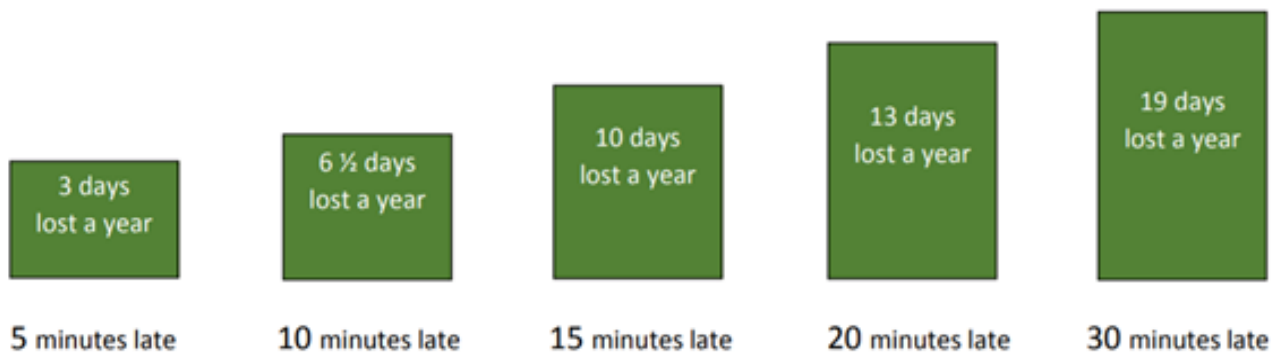 3 days
lost a year
6 ½ days
lost a year
10 days
lost a year
13 days
lost a year
19 days
lost a year
5 minutes late
10 minutes late
15 minutes late
20 minutes late
30 minutes late